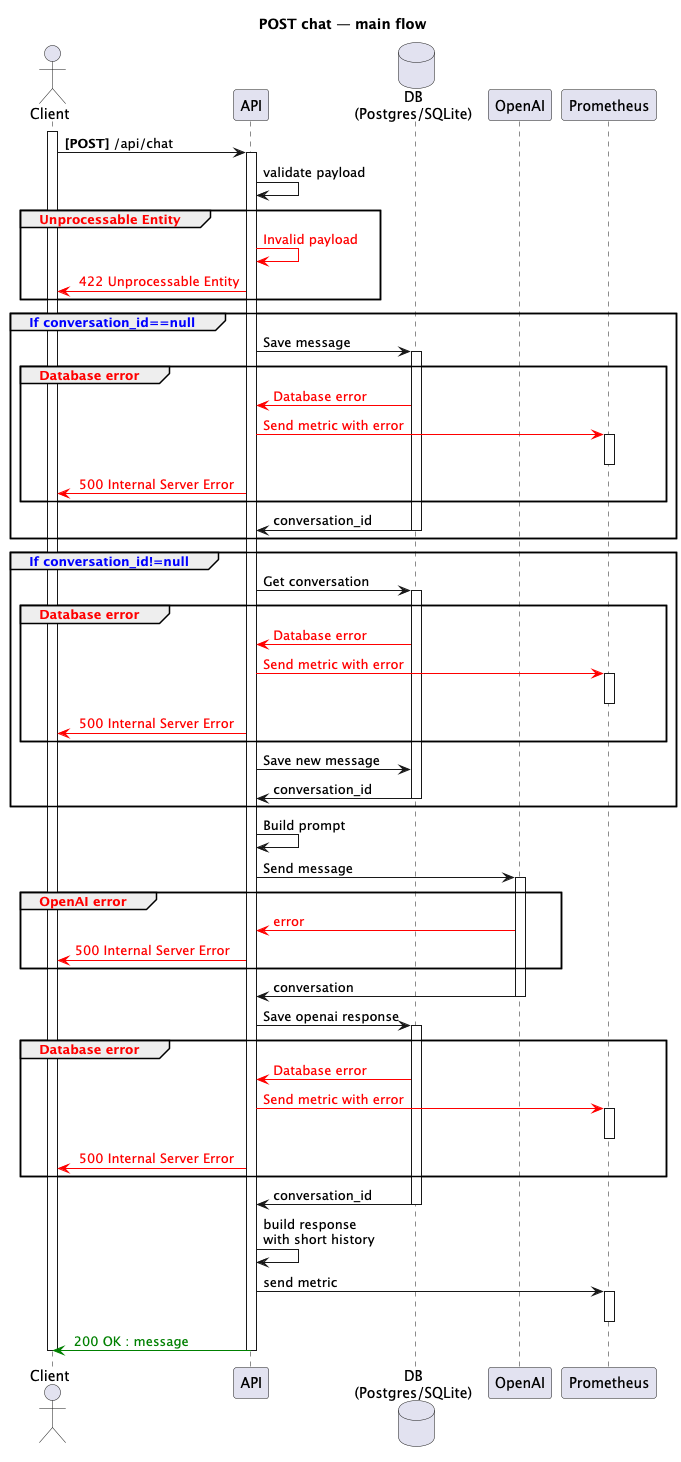 POST chat — main flow
Client
API
DB
(Postgres/SQLite)
OpenAI
Prometheus
[POST] /api/chat
validate payload
Unprocessable Entity
Invalid payload
422 Unprocessable Entity
If conversation_id==null
Save message
Database error
Database error
Send metric with error
500 Internal Server Error
conversation_id
If conversation_id!=null
Get conversation
Database error
Database error
Send metric with error
500 Internal Server Error
Save new message
conversation_id
Build prompt
Send message
OpenAI error
error
500 Internal Server Error
conversation
Save openai response
Database error
Database error
Send metric with error
500 Internal Server Error
conversation_id
build response
with short history
send metric
200 OK : message
Client
API
DB
(Postgres/SQLite)
OpenAI
Prometheus